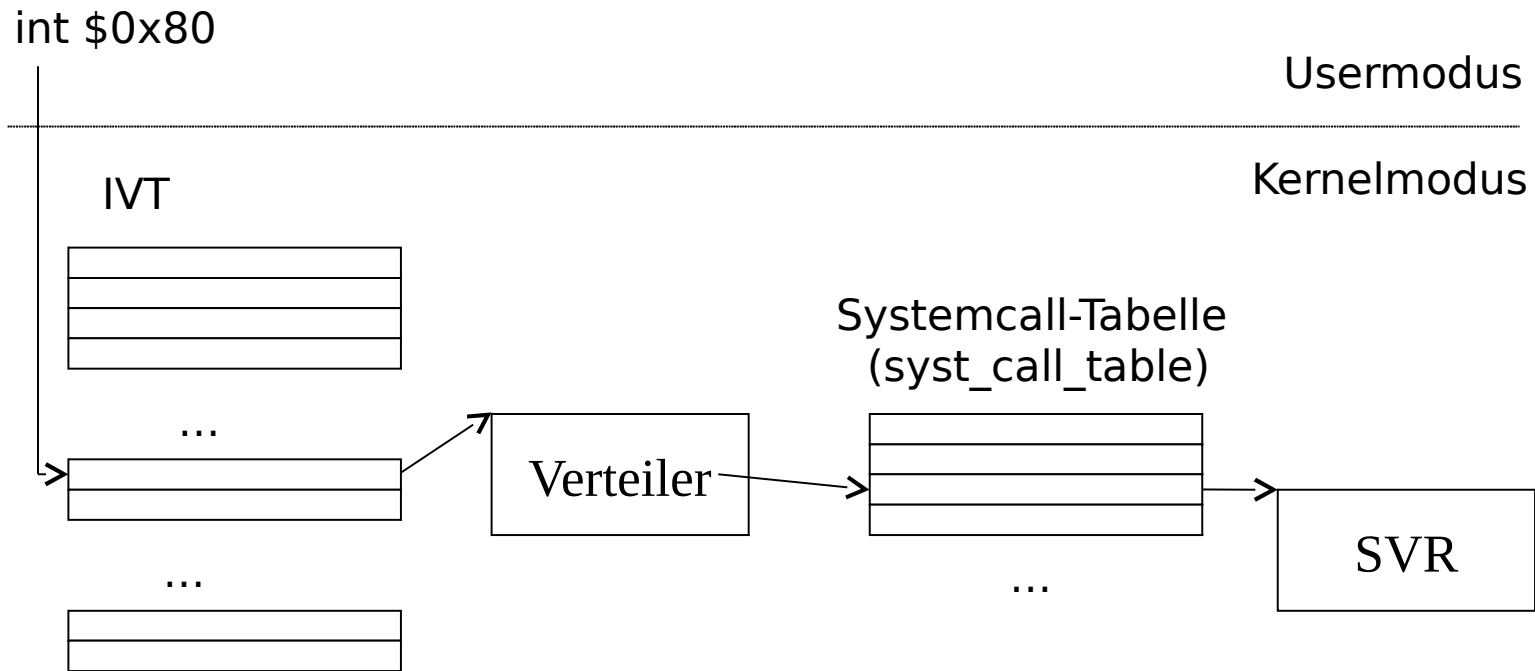 int $0x80
Usermodus
Kernelmodus
IVT
Systemcall-Tabelle
(syst_call_table)
...
Verteiler
SVR
...
...